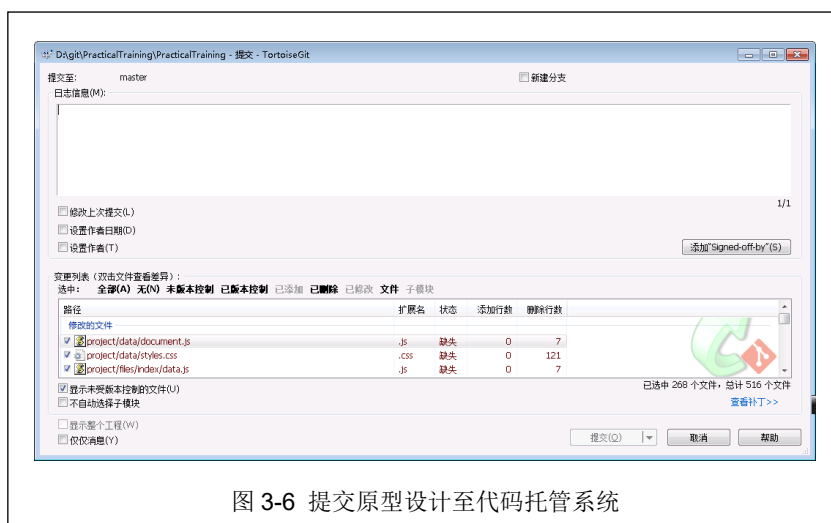 D:\git\PracticalTraining\PracticalTraining - 提交 - TortoiseGit
提交至: master 新建分支
日志信息(M):
1/1
修改上次提交(L)
设置作者日期(D)
设置作者(T) 添加"Signed-off-by"(S)
变更列表 (双击文件查看差异) :
选中: 全部(A) 无(N) 未版本控制 已版本控制 已添加 已删除 已修改 文件 子模块
路径 扩展名 状态 添加行数 删除行数
修改的文件
project/data/document.js .js 缺失 0 7
project/data/styles.css .css 缺失 0 121
project/files/index/data.js .js 缺失 0 7
显示未受版本控制的文件(U) 已选中 268 个文件, 总计 516 个文件
不自动选择子模块 查看补丁>>
显示整个工程(W)
仅仅消息(Y) 提交(O) 取消 帮助
图 3-6 提交原型设计至代码托管系统